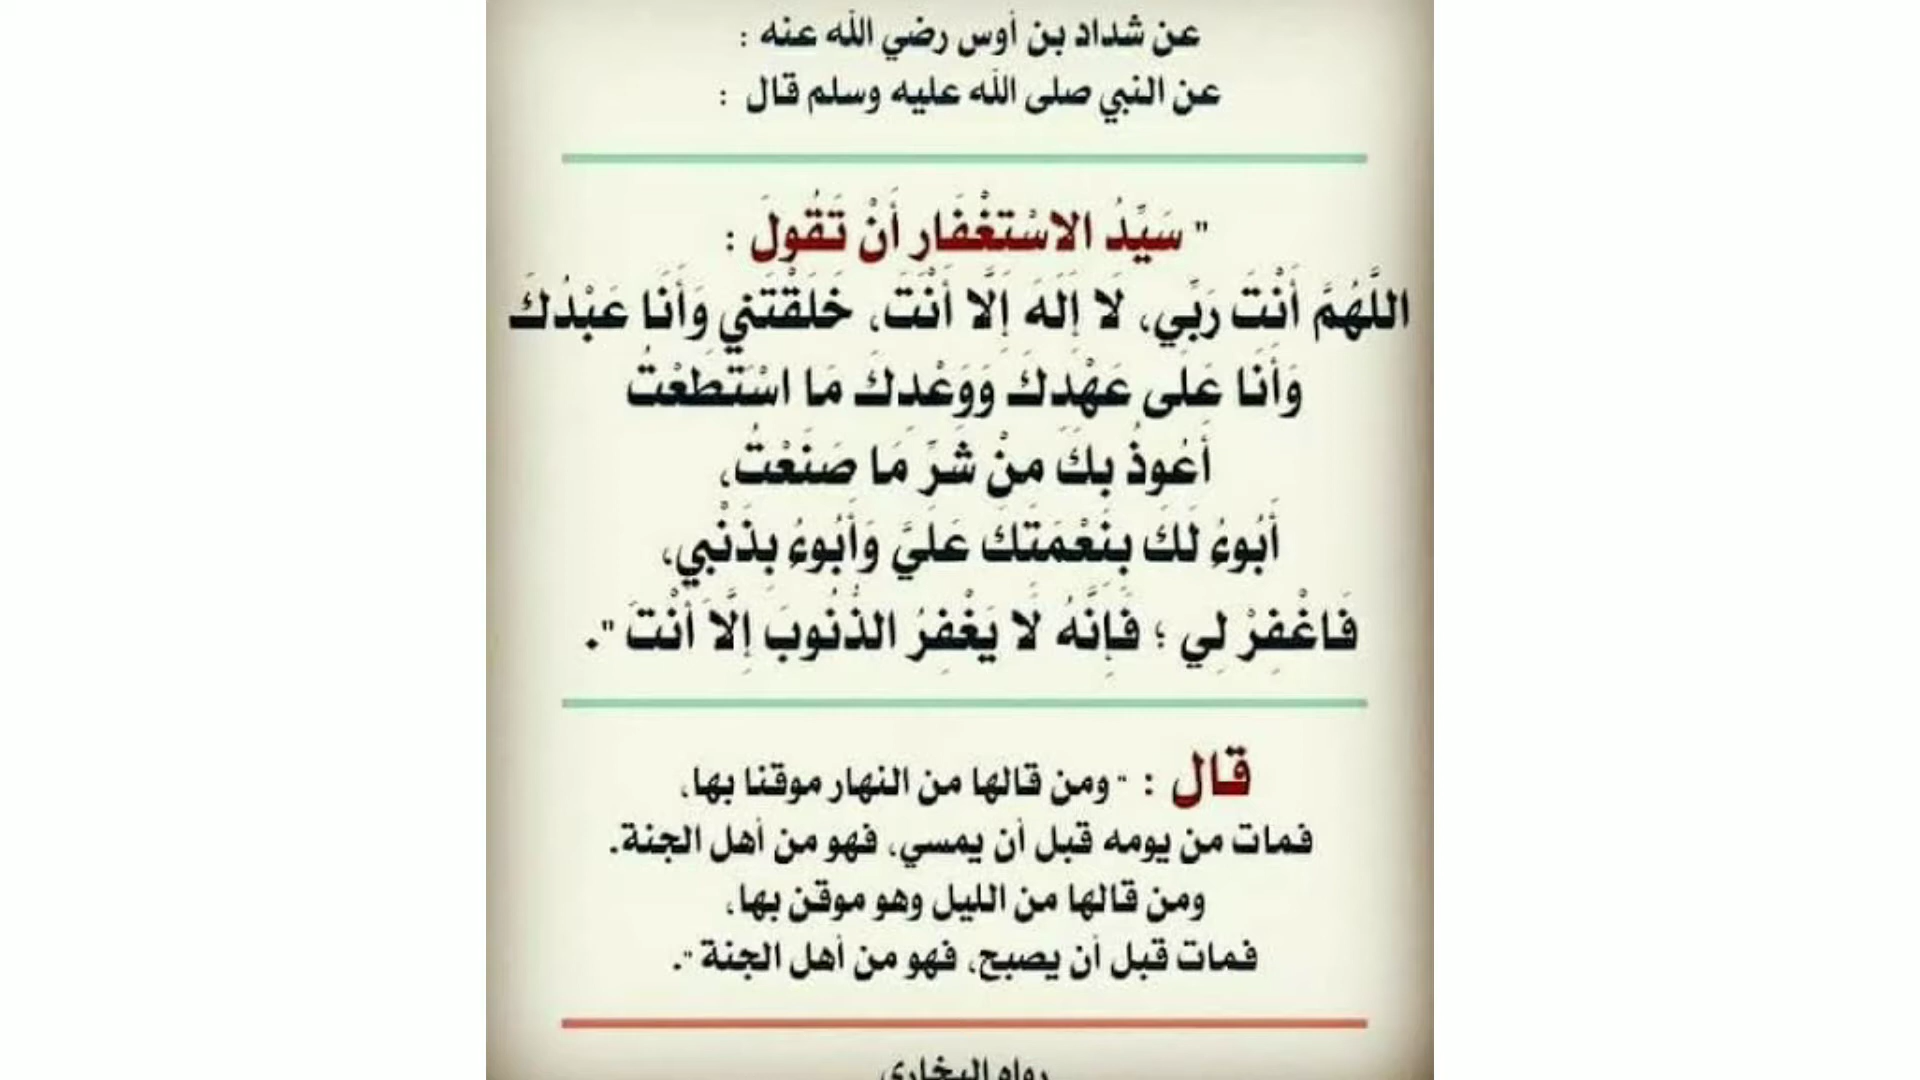 عن شداد بن أوس رضي الله عنه :
عن النبي صلى الله عليه وسلم قال :
" سَيِّدُ الاسْتغْفَار أَنْ تَقُولَ :
اللَّهُمَّ أَنْتَ رَبِّي، لَا إِلَهَ إِلَّا أَنْتَ، خَلَقْتَنِي وَأَنَا عَبْدُكَ
وَأَنَا عَلَى عَهْدِكَ وَوَعْدِكَ مَا اسْتَطَعْتُ
أَعُوذُ بِكَ مِنْ شَرِّ مَا صَنَعْتُ،
أَبُوءُ لَكَ بِنِعْمَتِكَ عَلَيَّ وَأَبُوءُ بِذَنْبِي،
فَاغْفِرْ لِي ؛ فَإِنَّهُ لَا يَغْفِرُ الذُّنُوبَ إِلَّا أَنْتَ ".
قال : " ومن قالها من النهار موقنا بها،
فمات من يومه قبل أن يمسي، فهو من أهل الجنة.
ومن قالها من الليل وهو موقن بها،
فمات قبل أن يصبح، فهو من أهل الجنة ".
رواه البخاري